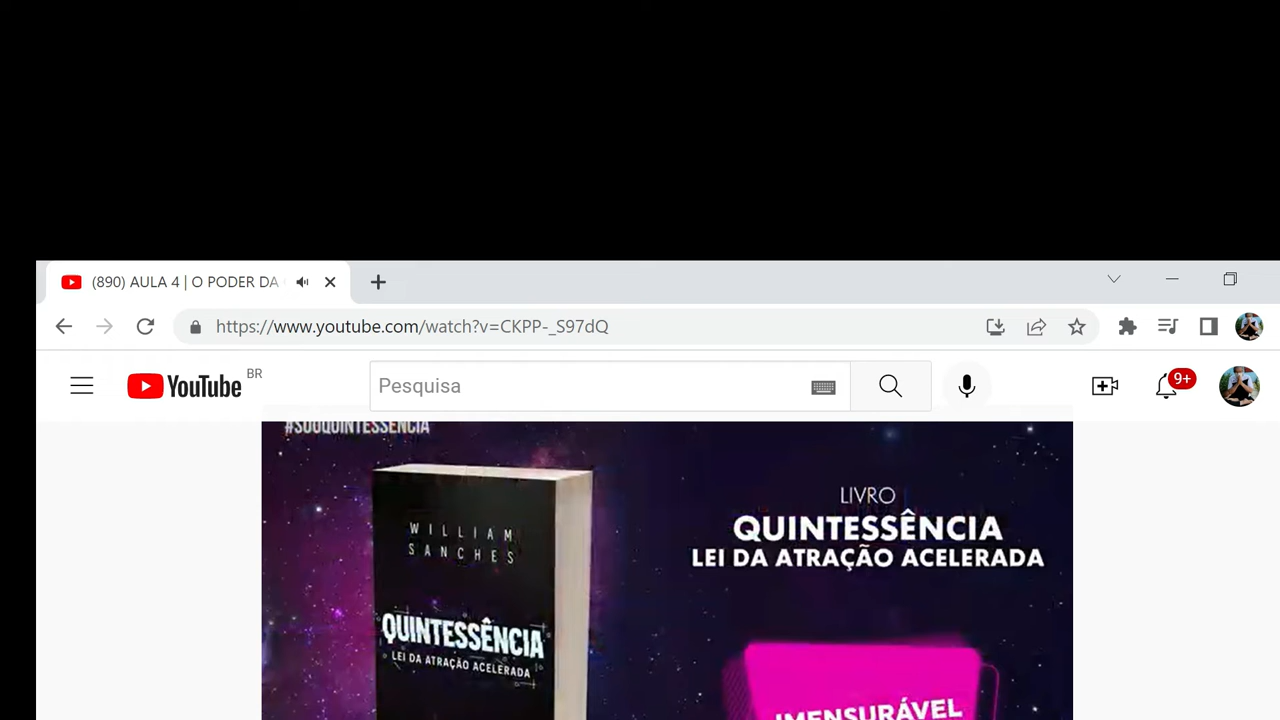 (890) AULA 4 | O PODER DA
https://www.youtube.com/watch?v=CKPP-_S97dQ
YouTube BR
Pesquisa
9+
#SOUQUINTESSÊNCIA
WILLIAM
SANCHES
QUINTESSÊNCIA
LEI DA ATRAÇÃO ACELERADA
LIVRO
QUINTESSÊNCIA
LEI DA ATRAÇÃO ACELERADA
IMENSURÁVEL